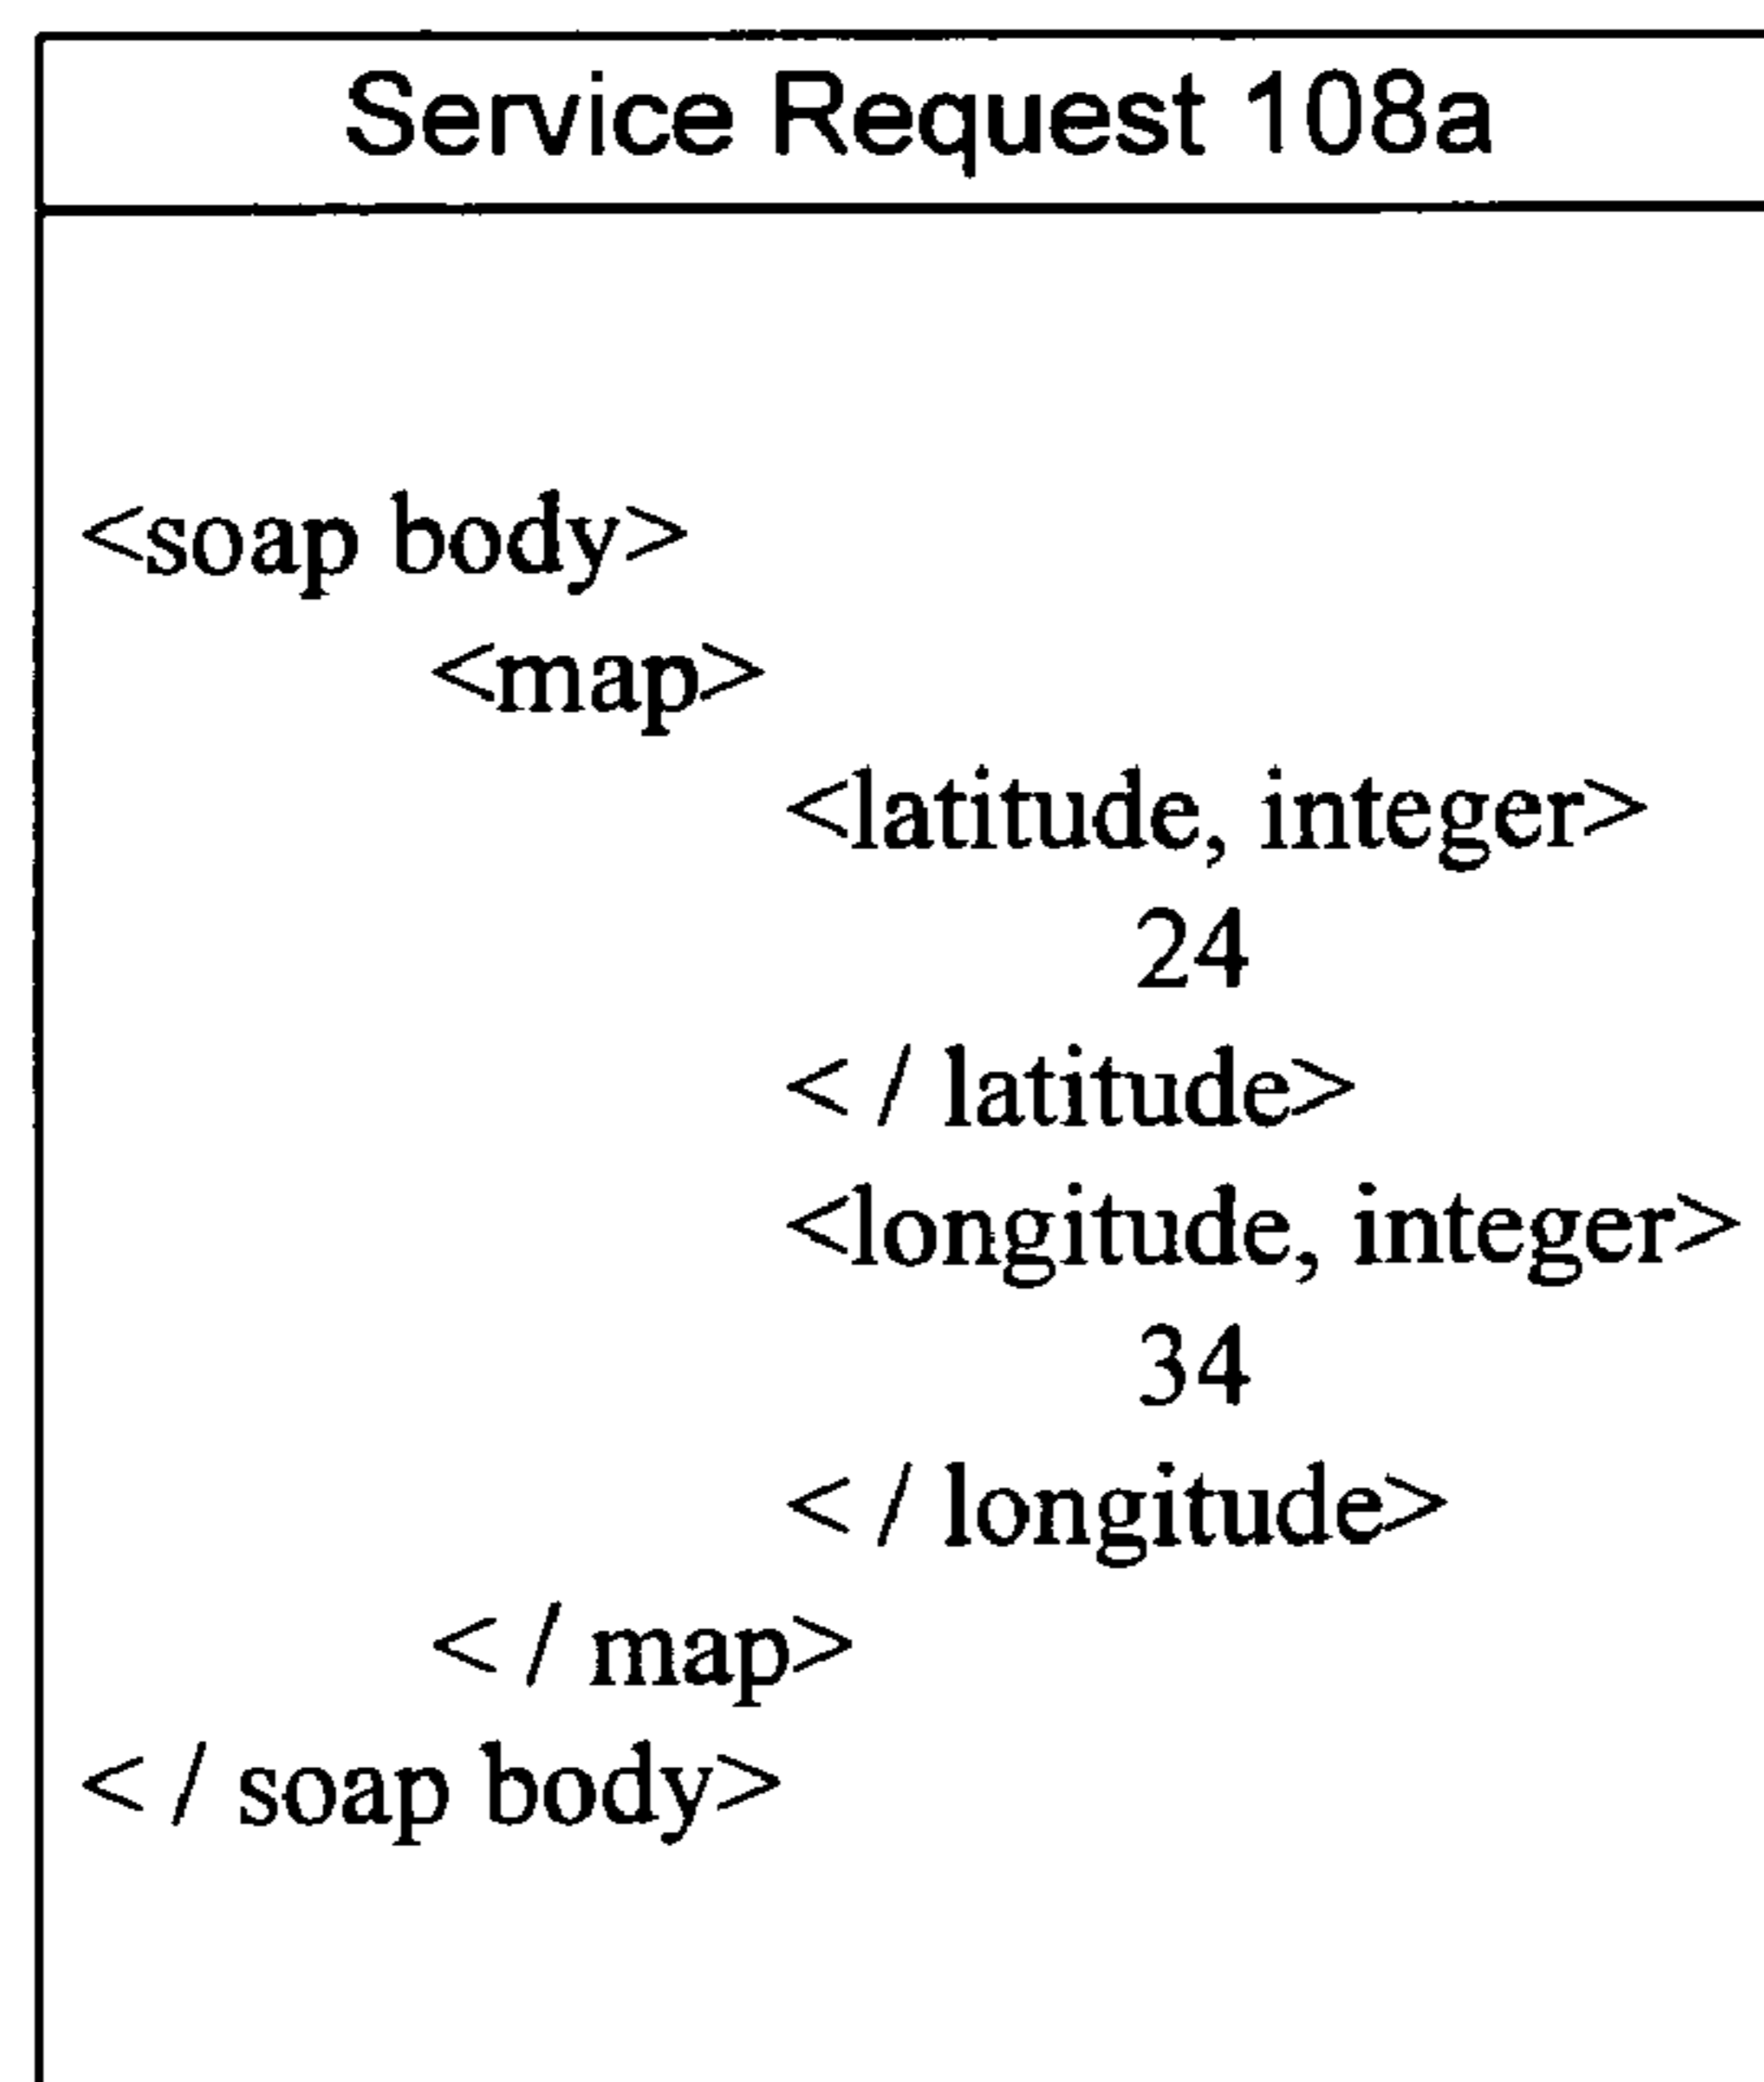 Service Request 108a
<soap body>
<map>
<latitude, integer>
24
< / latitude>
<longitude, integer>
34
< / longitude>
< / map>
< / soap body>